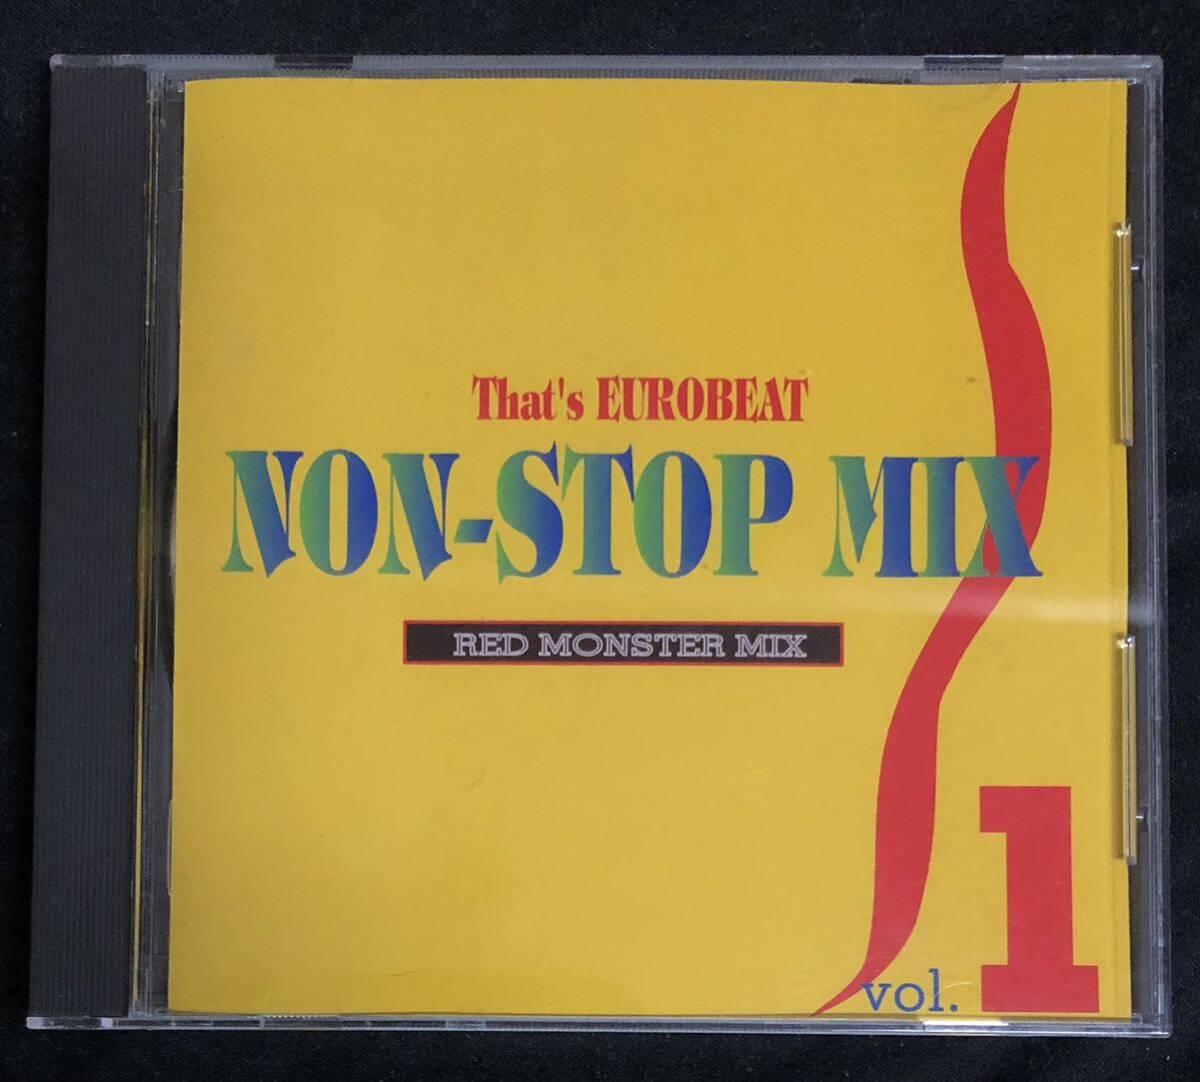 That's EUROBEAT
NON-STOP MIX
RED MONSTER MIX
vol. 1